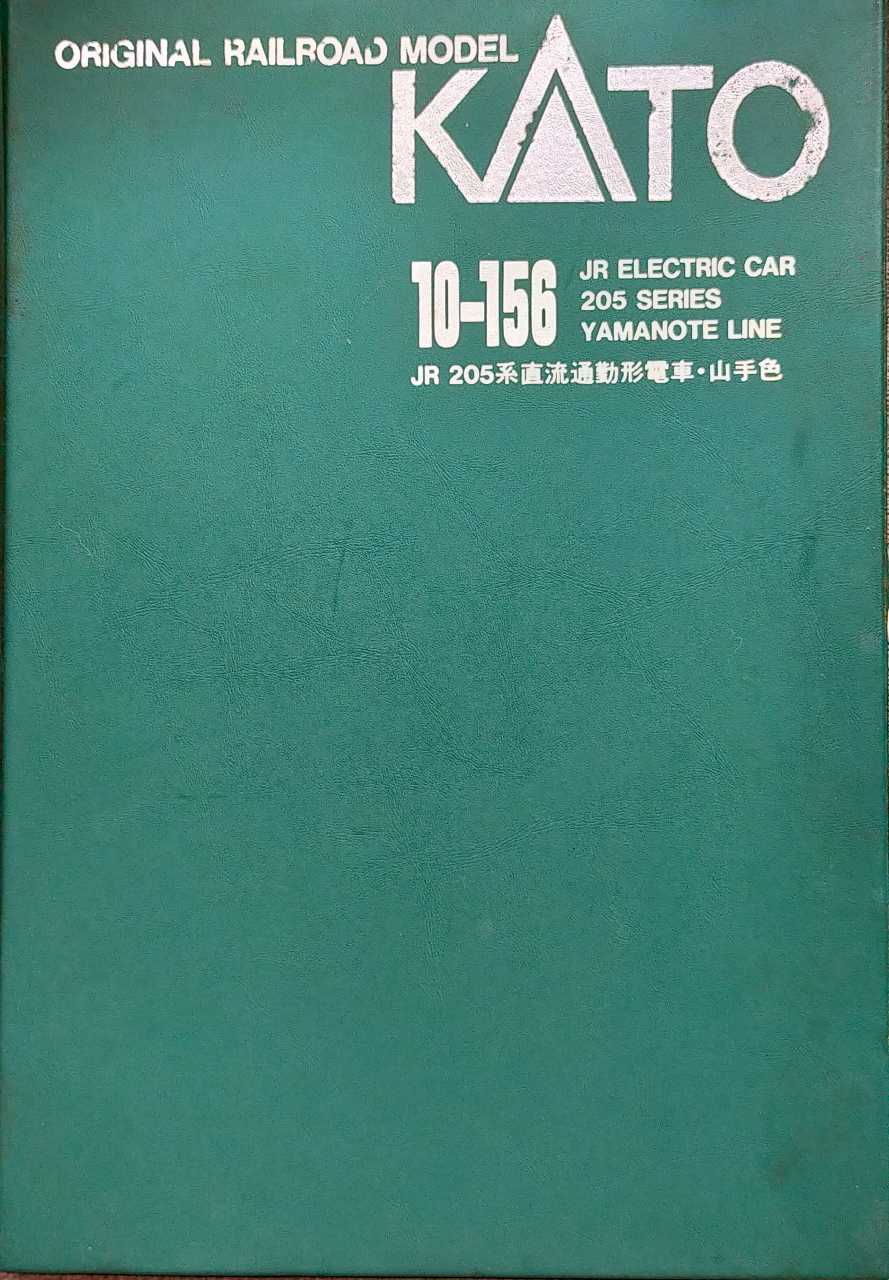 ORIGINAL RAILROAD MODEL
KATO
10-156
JR ELECTRIC CAR
205 SERIES
YAMANOTE LINE
JR 205系直流通勤形電車・山手色